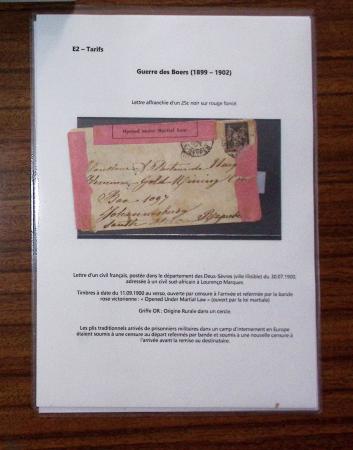 E2 – Tarifs
Guerre des Boers (1899 – 1902)
Lettre affranchie d'un 25c noir sur rouge foncé.
Opened under Martial Law
Gold Mining
Box 1097
Johannesburg
South
Lettre d'un civil français, postée dans le département des Deux-Sèvres (ville illisible) du 30.07.1900,
adressée à un civil sud-africain à Lourenço Marques.
Timbres à date du 11.09.1900 au verso, ouverte par censure à l'arrivée et refermée par la bande
rose victorienne : « Opened Under Martial Law » (ouvert par la loi martiale)
Griffe OR : Origine Rurale dans un cercle.
Les plis traditionnels arrivés de prisonniers militaires dans un camp d'internement en Europe
étaient soumis à une censure au départ refermés par bande et soumis à une nouvelle censure à
l'arrivée avant la remise au destinataire.